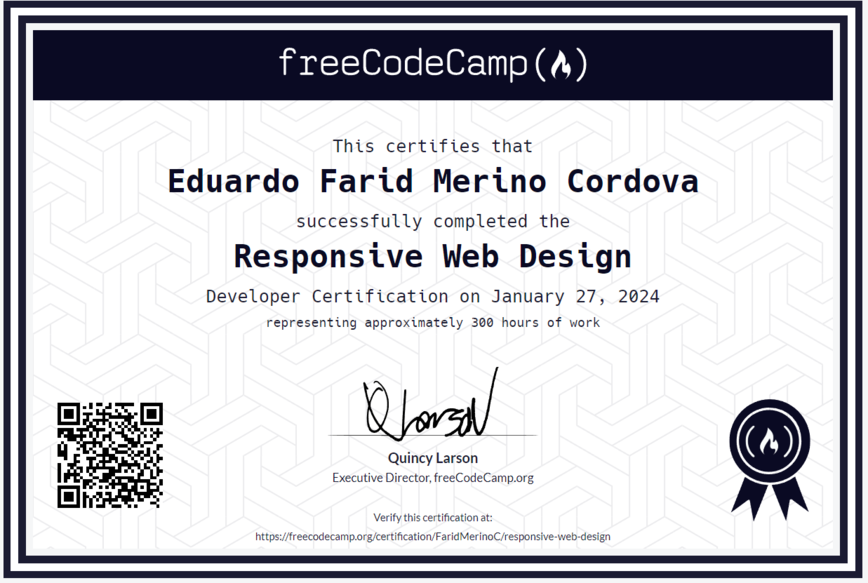 freeCodeCamp
This certifies that
Eduardo Farid Merino Cordova
successfully completed the
Responsive Web Design
Developer Certification on January 27, 2024
representing approximately 300 hours of work
Quincy Larson
Executive Director, freeCodeCamp.org
Verify this certification at:
https://freecodecamp.org/certification/FaridMerinoC/responsive-web-design